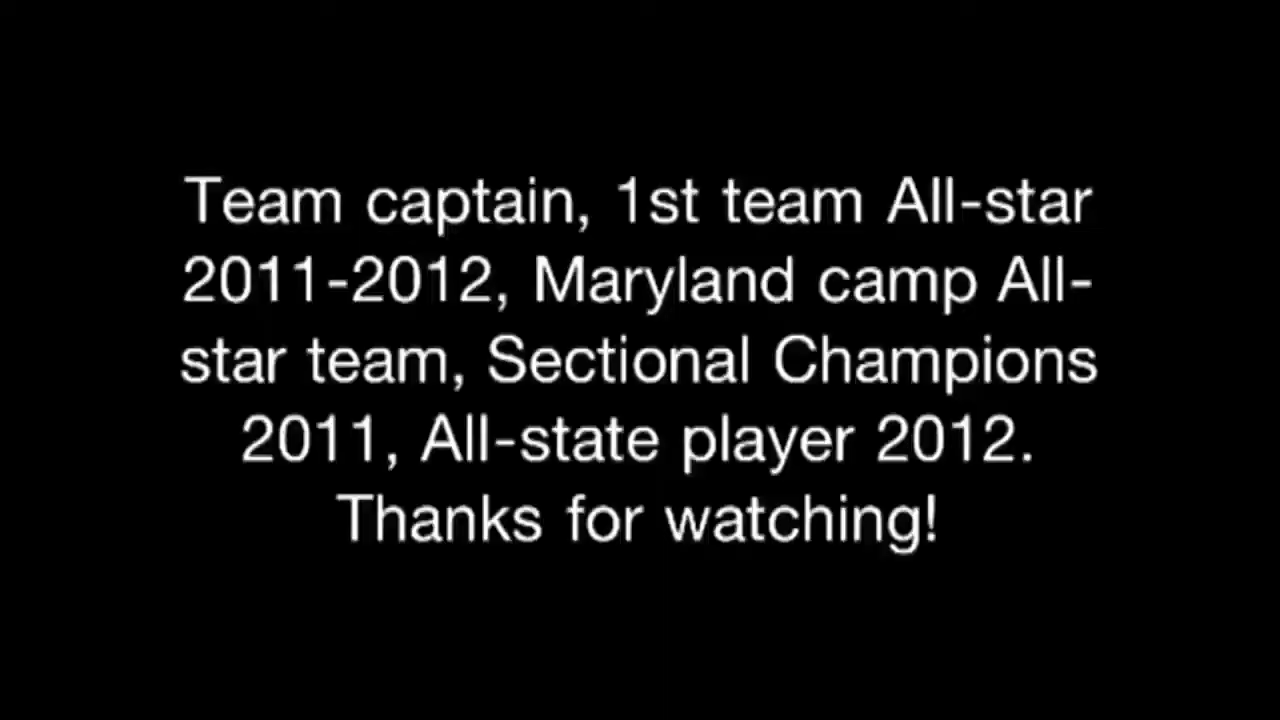 Team captain, 1st team All-star
2011-2012, Maryland camp All-
star team, Sectional Champions
2011, All-state player 2012.
Thanks for watching!